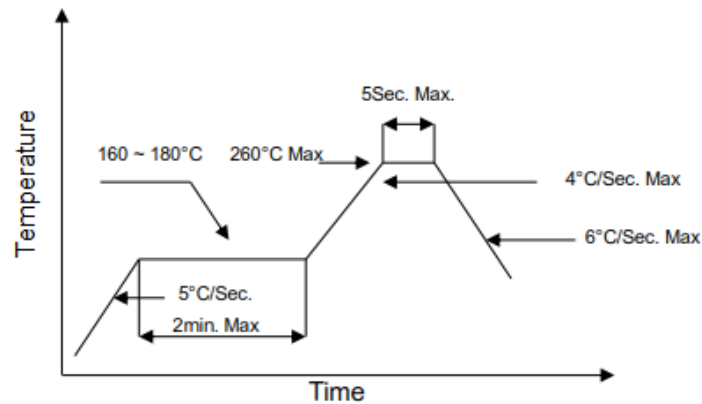 Temperature
5Sec. Max.
160 ~ 180°C
260°C Max
4°C/Sec. Max
6°C/Sec. Max
5°C/Sec.
2min. Max
Time